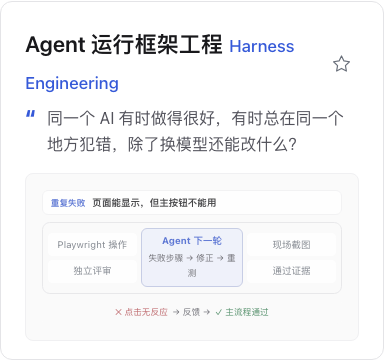 Agent 运行框架工程 Harness
Engineering
" 同一个 AI 有时做得很好，有时总在同一个
地方犯错，除了换模型还能改什么？
重复失败 页面能显示，但主按钮不能用
Playwright 操作
独立评审
Agent 下一轮
失败步骤 → 修正 → 重
测
现场截图
通过证据
× 点击无反应 → 反馈 → ✓ 主流程通过